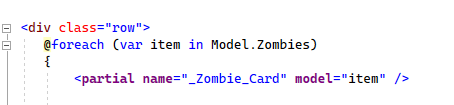 <div class="row">
@foreach (var item in Model.Zombies)
{
<partial name="_Zombie_Card" model="item" />